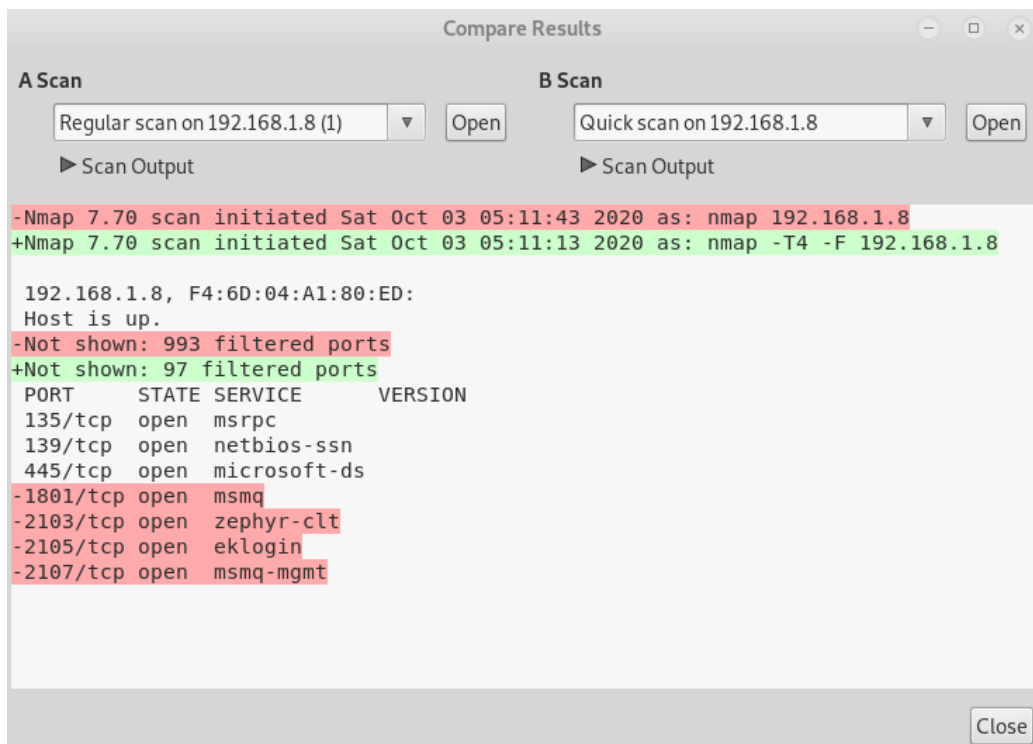 Compare Results
A Scan
B Scan
Regular scan on 192.168.1.8 (1)
Open
Quick scan on 192.168.1.8
Open
Scan Output
Scan Output
-Nmap 7.70 scan initiated Sat Oct 03 05:11:43 2020 as: nmap 192.168.1.8
+Nmap 7.70 scan initiated Sat Oct 03 05:11:13 2020 as: nmap -T4 -F 192.168.1.8
192.168.1.8, F4:6D:04:A1:80:ED:
Host is up.
-Not shown: 993 filtered ports
+Not shown: 97 filtered ports
PORT     STATE SERVICE      VERSION
135/tcp  open  msrpc
139/tcp  open  netbios-ssn
445/tcp  open  microsoft-ds
-1801/tcp open  msmq
-2103/tcp open  zephyr-clt
-2105/tcp open  eklogin
-2107/tcp open  msmq-mgmt
Close